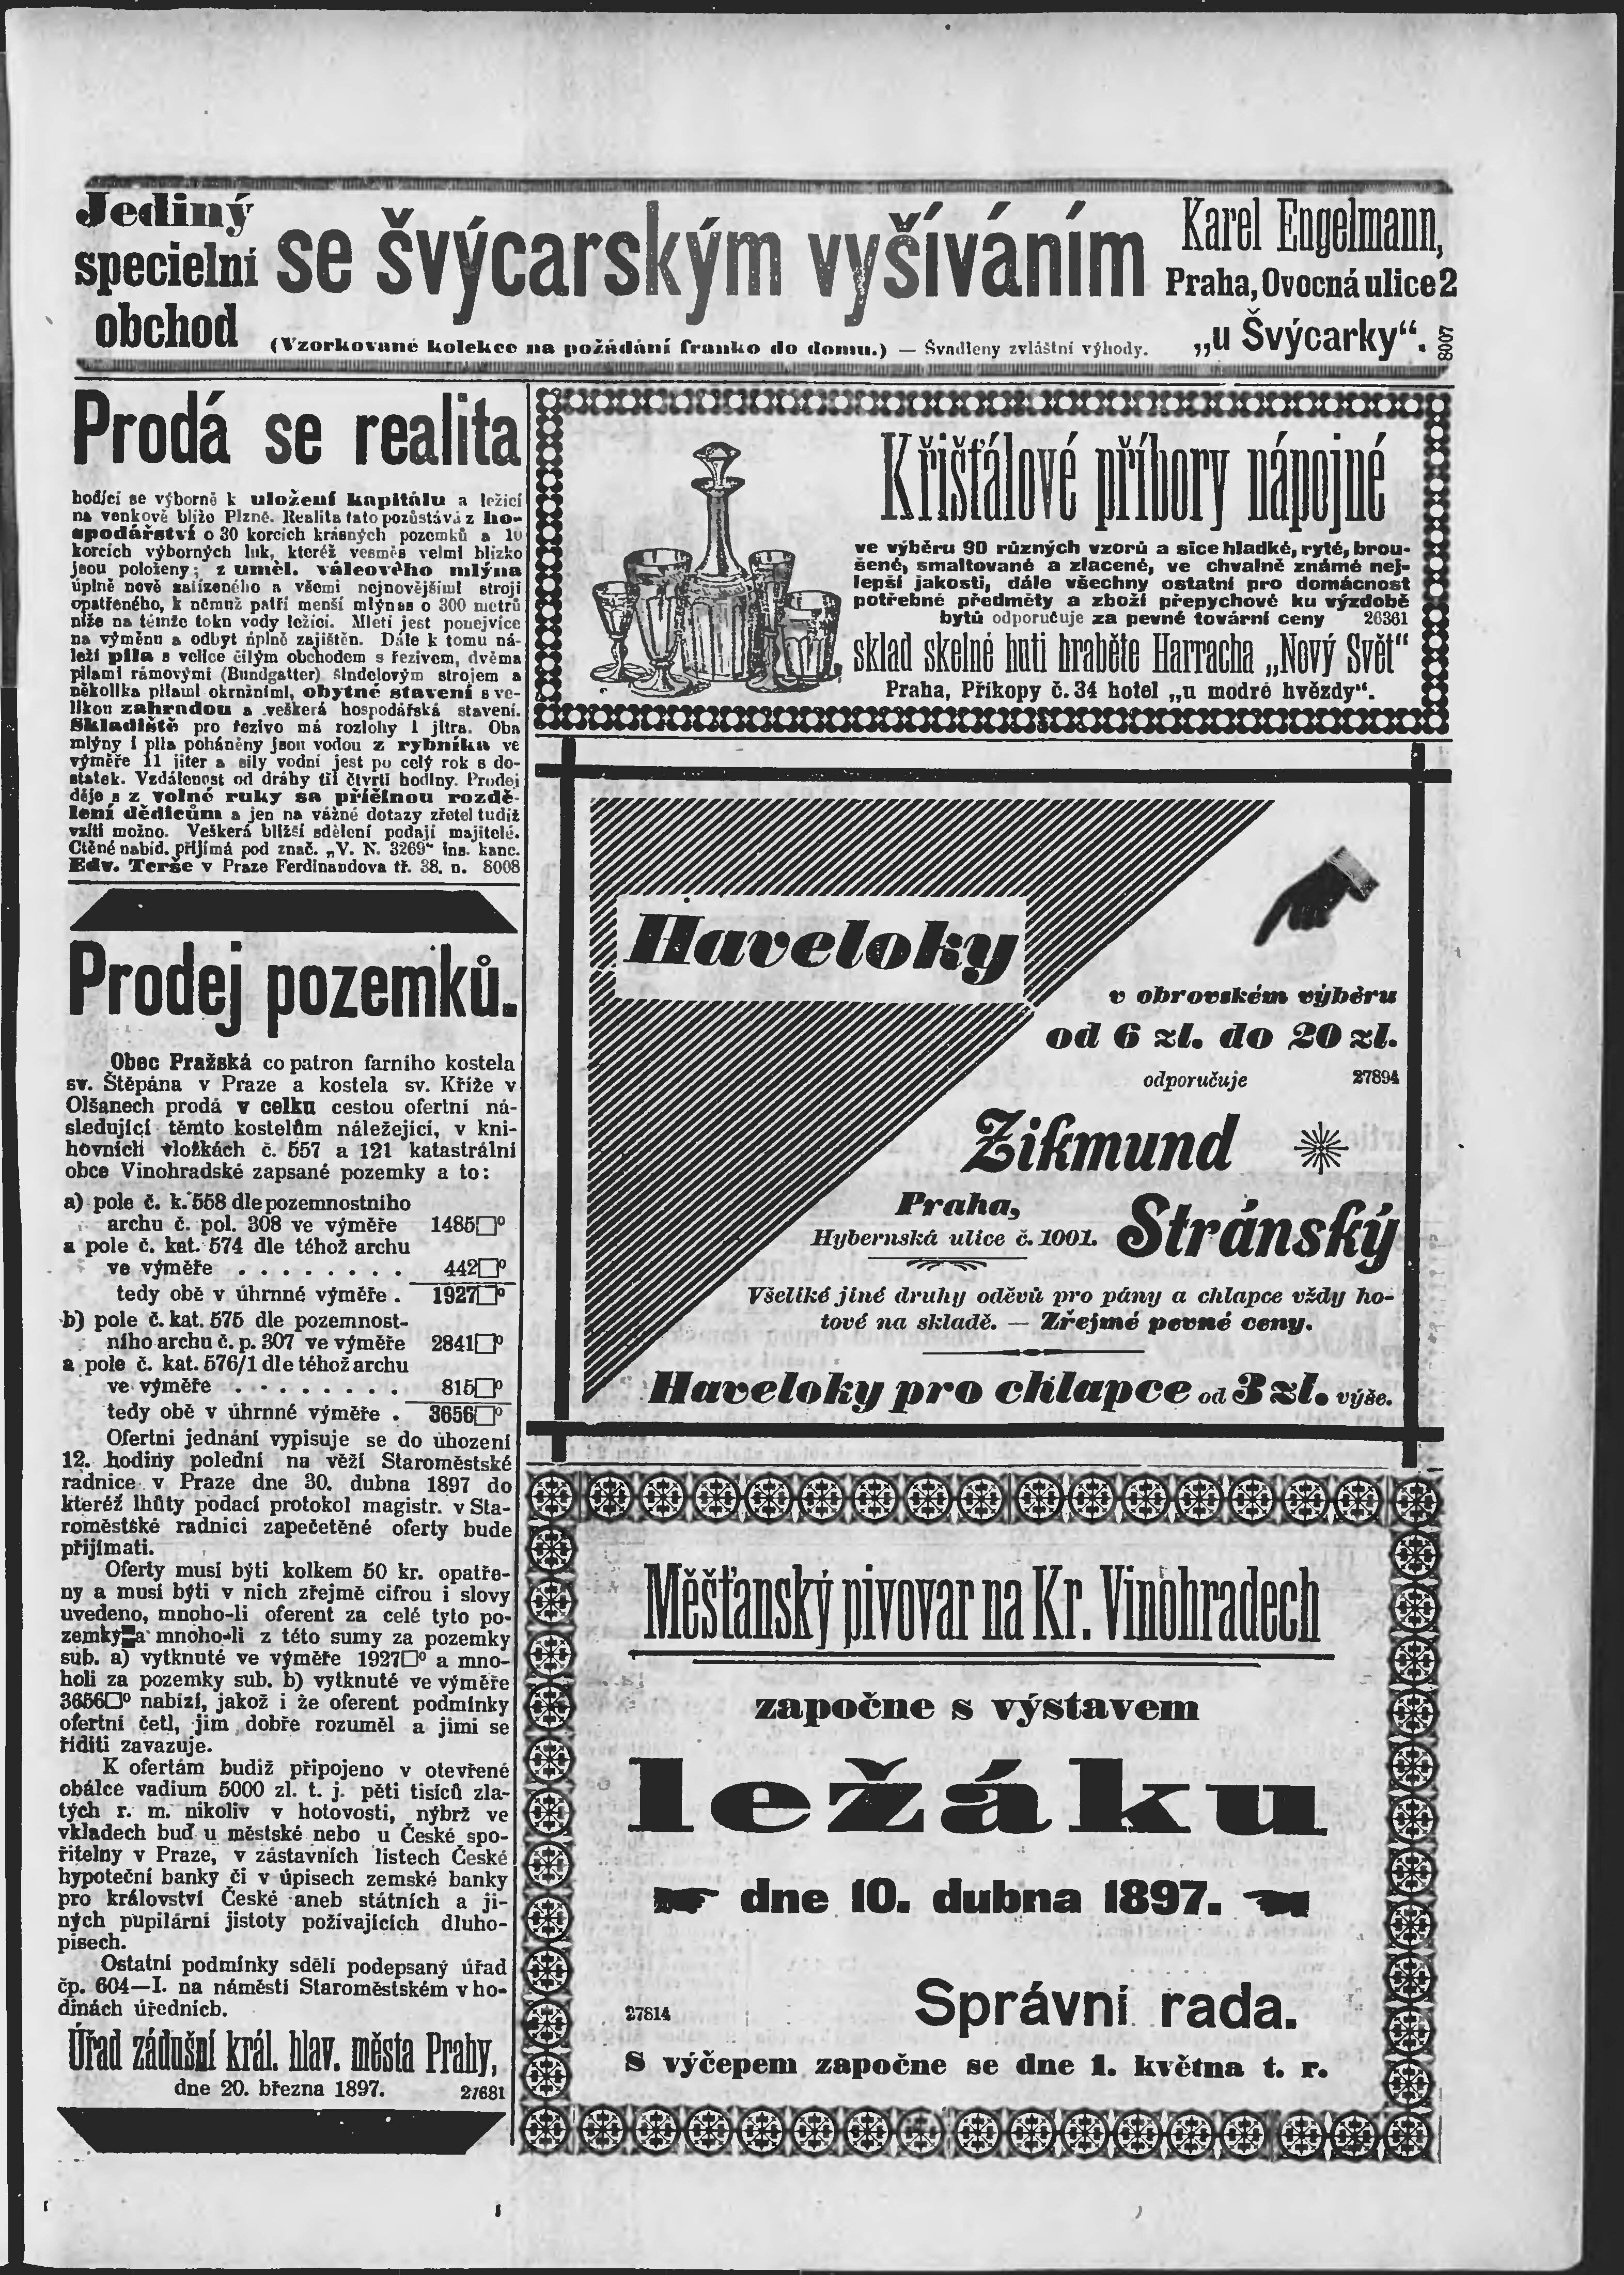 Jediný
specielní
obchod
se švýcarským vyšíváním
(Vzorkované kolekce na požádání franko do domu.) — Švadleny zvláštní výhody.
Karel Engelmann,
Praha, Ovocná ulice 2
„u Švýcarky“.
8007
Prodá se realita
hodící se výborně k uložení kapitálu a ležící
na venkově blíže Plzně. Realita tato pozůstává z ho-
spodářství o 30 korcích krásných pozemků a 10
korcích výborných luk, kteréž vesměs velmi blízko
jsou položeny; z uměl. válcového mlýna
úplně nově zařízeného a všemi nejnovějšími stroji
opatřeného, k němuž patří menší mlýnes o 300 metrů
níže na témže toku vody ležící. Mletí jest ponejvíce
na výměnu a odbyt úplně zajištěn. Dále k tomu ná-
leží pila s velice čilým obchodem s řezivem, dvěma
pilami rámovými (Bundgatter) šindelovým strojem a
několika pilami okružními, obytné stavení s ve-
likou zahradou a veškerá hospodářská stavení.
Skladiště pro řezivo má rozlohy 1 jitra. Oba
mlýny i pila poháněny jsou vodou z rybníka ve
výměře 11 jiter a síly vodní jest po celý rok s do-
statek. Vzdálenost od dráhy tři čtvrti hodiny. Prodej
děje s z volné ruky sa příčinou rozdě-
lení dědicům a jen na vážné dotazy zřetel tudíž
vzíti možno. Veškerá bližší sdělení podají majitelé.
Ctěné nabíd. přijímá pod znač. „V. N. 3269“ ins. kanc.
Edv. Terše v Praze Ferdinandova tř. 38. n. 8008
Prodej pozemků.
Obec Pražská co patron farního kostela
sv. Štěpána v Praze a kostela sv. Kříže v
Olšanech prodá v celku cestou ofertní ná-
sledující těmto kostelům náležející, v kni-
hovních vložkách č. 557 a 121 katastrální
obce Vinohradské zapsané pozemky a to:
a) pole č. k. 558 dle pozemnostního
archu č. pol. 308 ve výměře 1485□⁰
a pole č. kat. 574 dle téhož archu
ve výměře . . . . . . . . 442□⁰
tedy obě v úhrnné výměře . 1927□⁰
b) pole č. kat. 575 dle pozemnost-
ního archu č. p. 307 ve výměře 2841□⁰
a pole č. kat. 576/1 dle téhož archu
ve výměře . . . . . . . . 815□⁰
tedy obě v úhrnné výměře . 3656□⁰
Ofertní jednání vypisuje se do uhození
12. hodiny polední na věží Staroměstské
radnice v Praze dne 30. dubna 1897 do
kteréž lhůty podací protokol magistr. v Sta-
roměstské radnici zapečetěné oferty bude
přijímati.
Oferty musí býti kolkem 50 kr. opatře-
ny a musí býti v nich zřejmě cifrou i slovy
uvedeno, mnoho-li oferent za celé tyto po-
zemky a mnoho-li z této sumy za pozemky
sub. a) vytknuté ve výměře 1927□⁰ a mno-
holi za pozemky sub. b) vytknuté ve výměře
3656□⁰ nabízí, jakož i že oferent podmínky
ofertní četl, jim dobře rozuměl a jimi se
říditi zavazuje.
K ofertám budiž připojeno v otevřené
obálce vadium 5000 zl. t. j. pěti tisíců zla-
tých r. m. nikoliv v hotovosti, nýbrž ve
vkladech buď u městské nebo u České spo-
řitelny v Praze, v zástavních listech České
hypoteční banky či v úpisech zemské banky
pro království České aneb státních a ji-
ných pupilární jistoty požívajících dluho-
pisech.
Ostatní podmínky sdělí podepsaný úřad
čp. 604—I. na náměstí Staroměstském v ho-
dinách úředních.
Úřad zádušní král. hlav. města Prahy,
dne 20. března 1897. 27681
Křišťálové příbory nápojné
ve výběru 90 různých vzorů a sice hladké, ryté, brou-
šené, smaltované a zlacené, ve chvalně známé nej-
lepší jakosti, dále všechny ostatní pro domácnost
potřebné předměty a zboží přepychové ku výzdobě
bytů odporučuje za pevné tovární ceny 26361
sklad skelné huti hraběte Harracha „Nový Svět“
Praha, Příkopy č. 34 hotel „u modré hvězdy“.
Haveloky
v obrovském výběru
od 6 zl. do 20 zl.
odporučuje 27894
Zikmund
Stránský
Praha,
Hybernská ulice č. 1001.
Všeliké jiné druhy oděvů pro pány a chlapce vždy ho-
tové na skladě. — Zřejmé pevné ceny.
Haveloky pro chlapce od 3 zl. výše.
Měšťanský pivovar na Kr. Vinohradech
započne s výstavem
ležáku
dne 10. dubna 1897.
Správní rada.
27814
S výčepem započne se dne 1. května t. r.